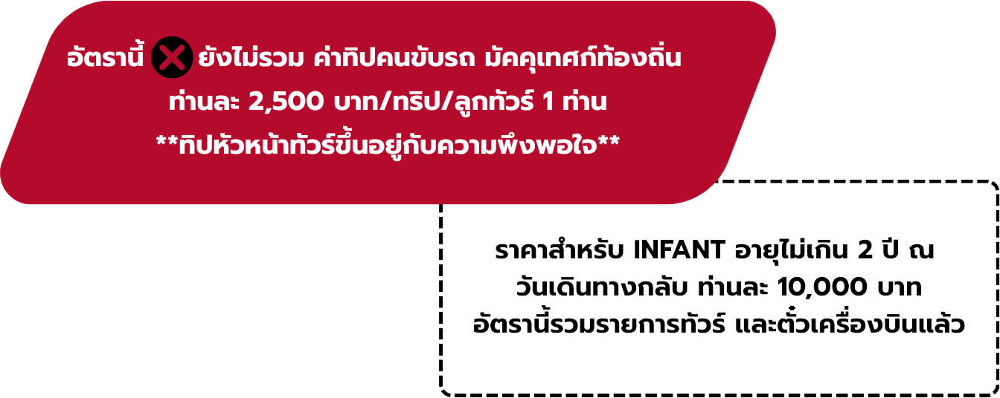 อัตรานี้ ยังไม่รวม ค่าทิปคนขับรถ มัคคุเทศก์ท้องถิ่น
ท่านละ 2,500 บาท/ทริป/ลูกทัวร์ 1 ท่าน
**ทิปหัวหน้าทัวร์ขึ้นอยู่กับความพึงพอใจ**
ราคาสำหรับ INFANT อายุไม่เกิน 2 ปี ณ
วันเดินทางกลับ ท่านละ 10,000 บาท
อัตรานี้รวมรายการทัวร์ และตั๋วเครื่องบินแล้ว